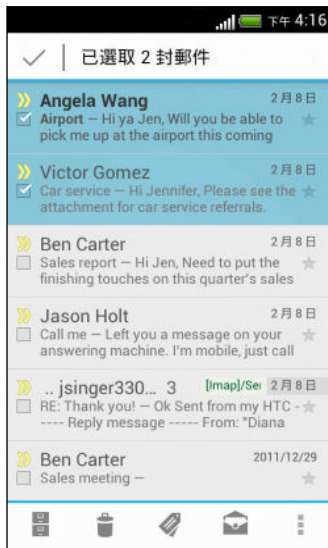 下午 4:16
已選取 2 封郵件
Angela Wang 2月8日
Airport – Hi ya Jen, Will you be able to
pick me up at the airport this coming
Victor Gomez 2月8日
Car service – Hi Jennifer, Please see the
attachment for car service referrals.
Ben Carter 2月8日
Sales report – Hi Jen, Need to put the
finishing touches on this quarter's sales
Jason Holt 2月8日
Call me – Left you a message on your
answering machine. I'm mobile, just call
.. jsinger330... 3 [Imap]/Se 2月8日
RE: Thank you! – Ok Sent from my HTC -
---- Reply message ----- From: "Diana
Ben Carter 2011/12/29
Sales meeting –